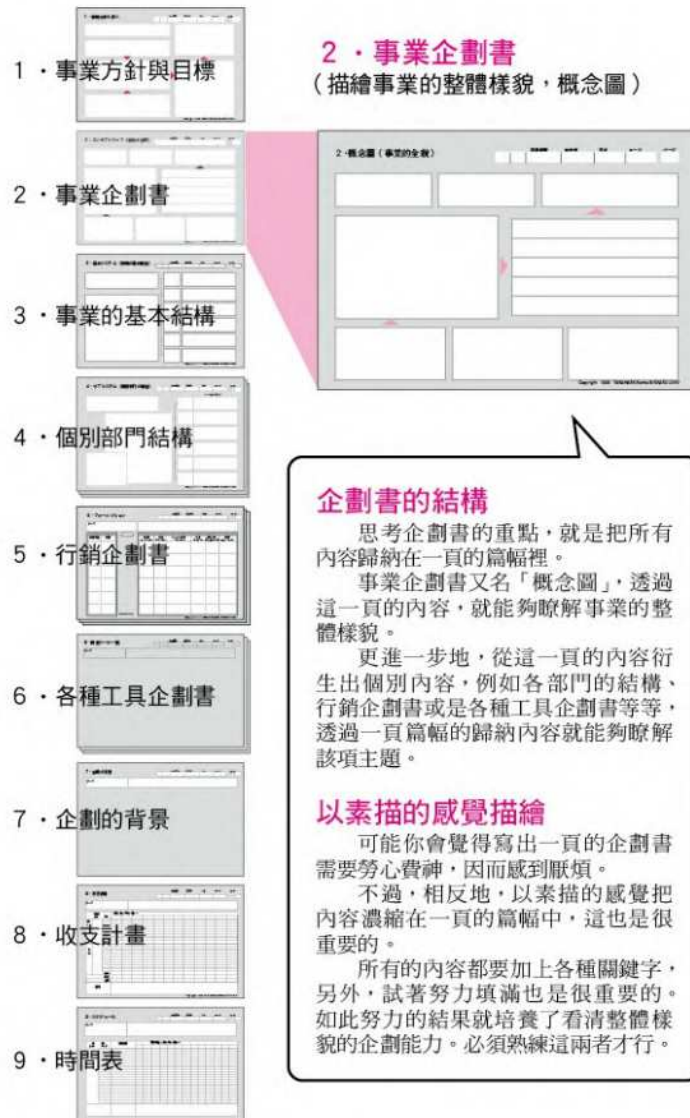 1・事業方針與目標
2・事業企劃書
3・事業的基本結構
4・個別部門結構
5・行銷企劃書
6・各種工具企劃書
7・企劃的背景
8・收支計畫
9・時間表
2・事業企劃書
(描繪事業的整體樣貌,概念圖)
2・概念圖(事業的全貌)
企劃書的結構
思考企劃書的重點,就是把所有
內容歸納在一頁的篇幅裡。
事業企劃書又名「概念圖」,透過
這一頁的內容,就能夠瞭解事業的整
體樣貌。
更進一步地,從這一頁的內容衍
生出個別內容,例如各部門的結構、
行銷企劃書或是各種工具企劃書等等,
透過一頁篇幅的歸納內容就能夠瞭解
該項主題。
以素描的感覺描繪
可能你會覺得寫出一頁的企劃書
需要勞心費神,因而感到厭煩。
不過,相反地,以素描的感覺把
內容濃縮在一頁的篇幅中,這也是很
重要的。
所有的內容都要加上各種關鍵字,
另外,試著努力填滿也是很重要的。
如此努力的結果就培養了看清整體樣
貌的企劃能力。必須熟練這兩者才行。